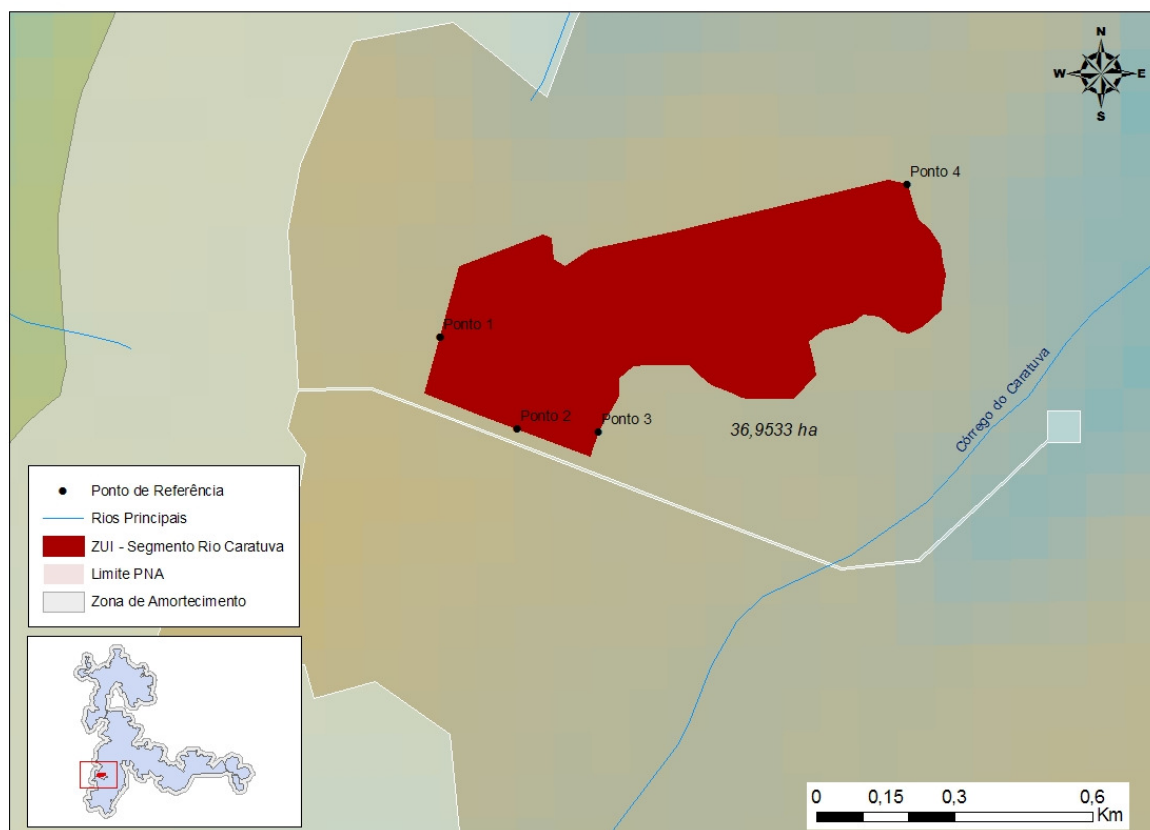 N
W E
S
Ponto 4
Ponto 1
Ponto 2
Ponto 3
36,9533 ha
Córrego do Caratuva
Ponto de Referência
Rios Principais
ZUI - Segmento Rio Caratuva
Limite PNA
Zona de Amortecimento
0 0,15 0,3 0,6
Km